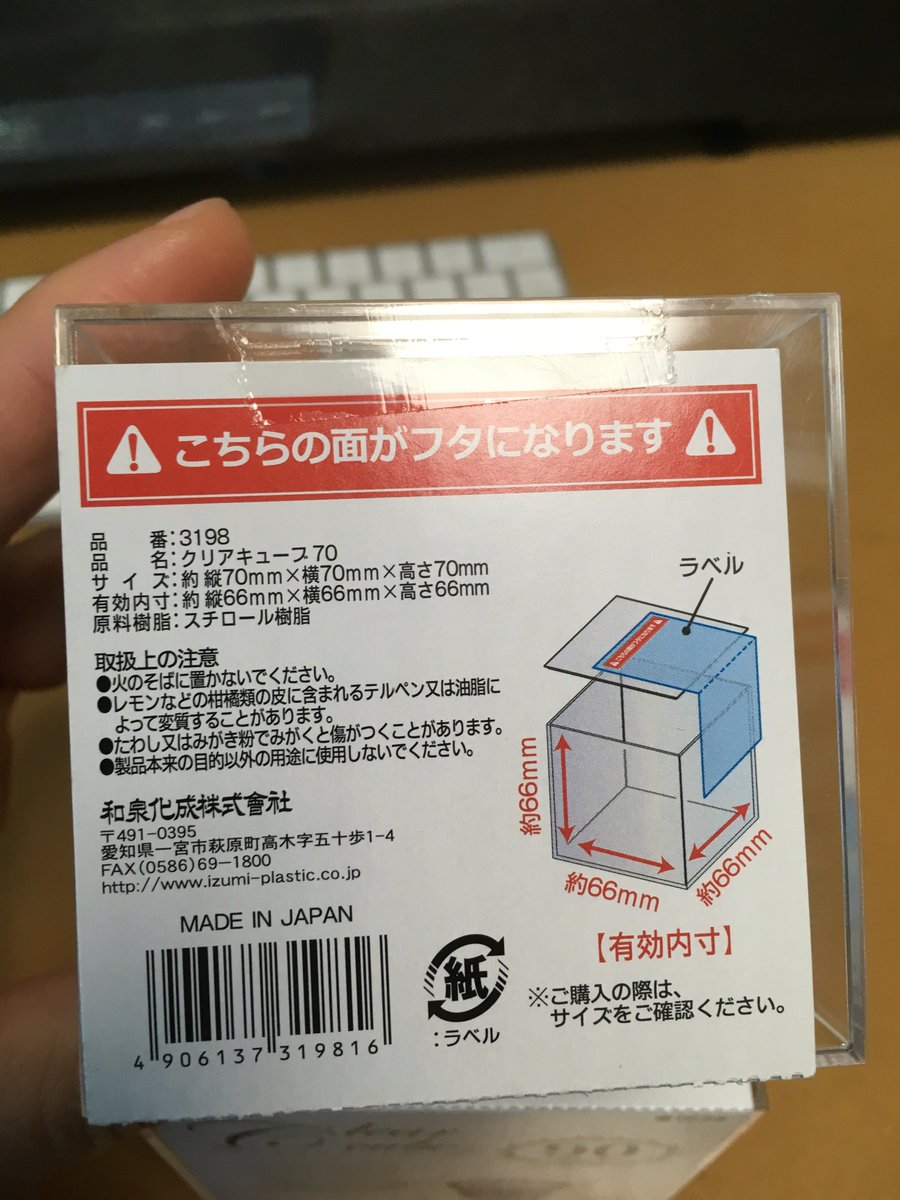 こちらの面がフタになります
品番:3198
品名:クリアキューブ70
サイズ:約 縦70mm×横70mm×高さ70mm
有効内寸:約 縦66mm×横66mm×高さ66mm
原料樹脂:スチロール樹脂
取扱上の注意
●火のそばに置かないでください。
●レモンなどの柑橘類の皮に含まれるテルペン又は油脂に
よって変質することがあります。
●たわし又はみがき粉でみがくと傷がつくことがあります。
●製品本来の目的以外の用途に使用しないでください。
和泉化成株式會社
〒491-0395
愛知県一宮市萩原町高木字五十歩1-4
FAX(0586)69-1800
http://www.izumi-plastic.co.jp
MADE IN JAPAN
4 906137 319816
紙
:ラベル
ラベル
こちらの面がフタになります
約66mm
約66mm
約66mm
【有効内寸】
※ご購入の際は、
サイズをご確認ください。